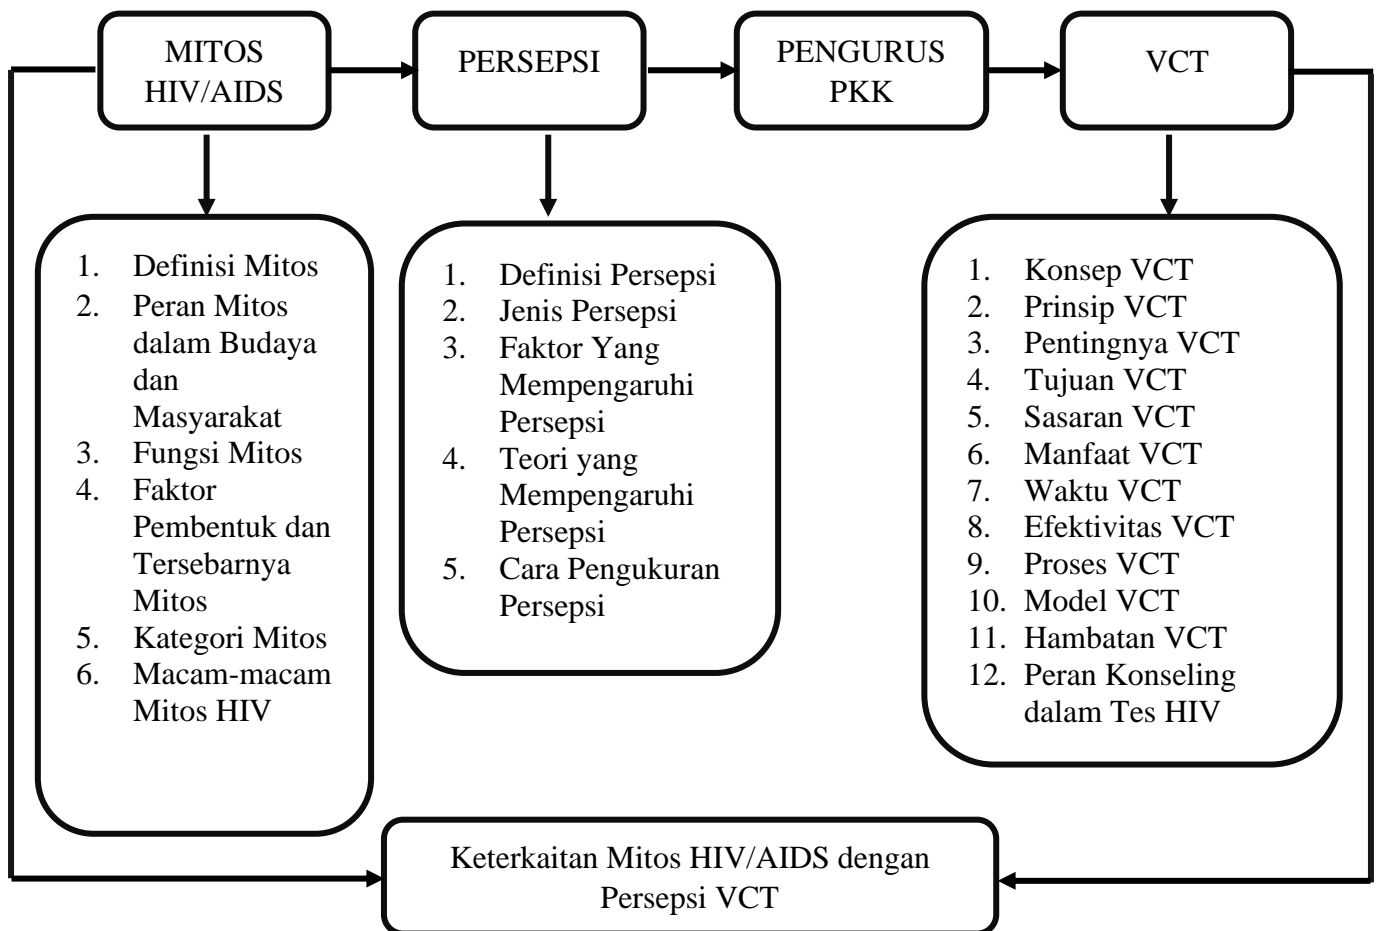 MITOS
HIV/AIDS
PERSEPSI
PENGURUS
PKK
VCT
1. Definisi Mitos
2. Peran Mitos
dalam Budaya
dan
Masyarakat
3. Fungsi Mitos
4. Faktor
Pembentuk dan
Tersebarnya
Mitos
5. Kategori Mitos
6. Macam-macam
Mitos HIV
1. Definisi Persepsi
2. Jenis Persepsi
3. Faktor Yang
Mempengaruhi
Persepsi
4. Teori yang
Mempengaruhi
Persepsi
5. Cara Pengukuran
Persepsi
1. Konsep VCT
2. Prinsip VCT
3. Pentingnya VCT
4. Tujuan VCT
5. Sasaran VCT
6. Manfaat VCT
7. Waktu VCT
8. Efektivitas VCT
9. Proses VCT
10. Model VCT
11. Hambatan VCT
12. Peran Konseling
dalam Tes HIV
Keterkaitan Mitos HIV/AIDS dengan
Persepsi VCT